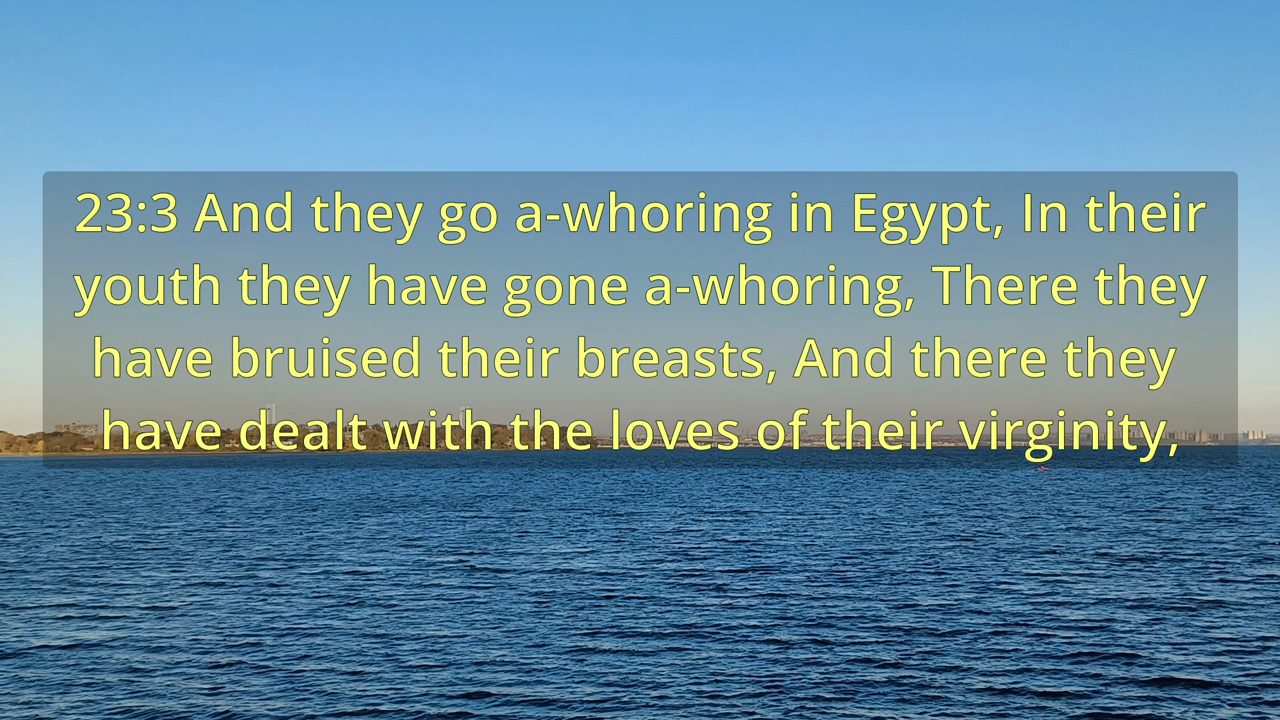 23:3 And they go a-whoring in Egypt, In their
youth they have gone a-whoring, There they
have bruised their breasts, And there they
have dealt with the loves of their virginity,